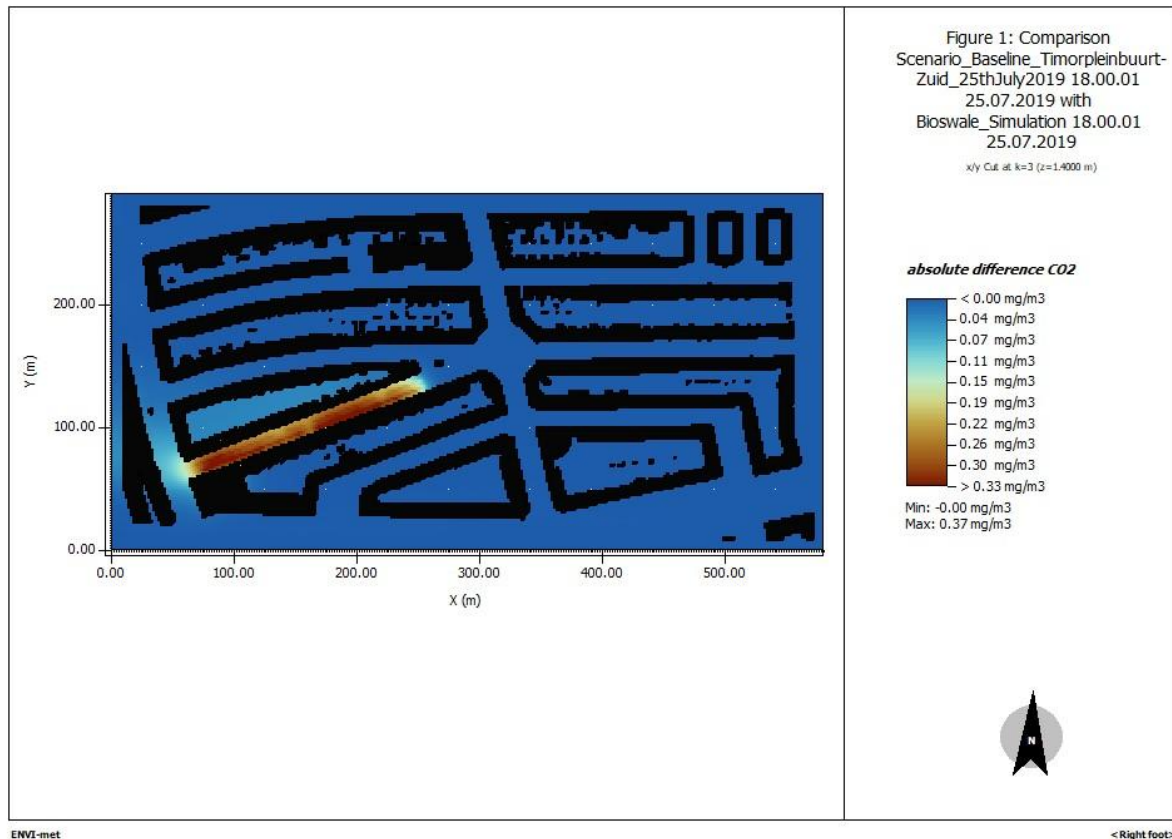 Figure 1: Comparison
Scenario_Baseline_Timorpleinbuurt-
Zuid_25thJuly2019 18.00.01
25.07.2019 with
Bioswale_Simulation 18.00.01
25.07.2019
x/y Cut at k=3 (z=1.4000 m)
absolute difference CO2
< 0.00 mg/m3
0.04 mg/m3
0.07 mg/m3
0.11 mg/m3
0.15 mg/m3
0.19 mg/m3
0.22 mg/m3
0.26 mg/m3
0.30 mg/m3
> 0.33 mg/m3
Min: -0.00 mg/m3
Max: 0.37 mg/m3
Y (m)
200.00
100.00
0.00
0.00 100.00 200.00 300.00 400.00 500.00
X (m)
N
ENVI-met
<Right foot>